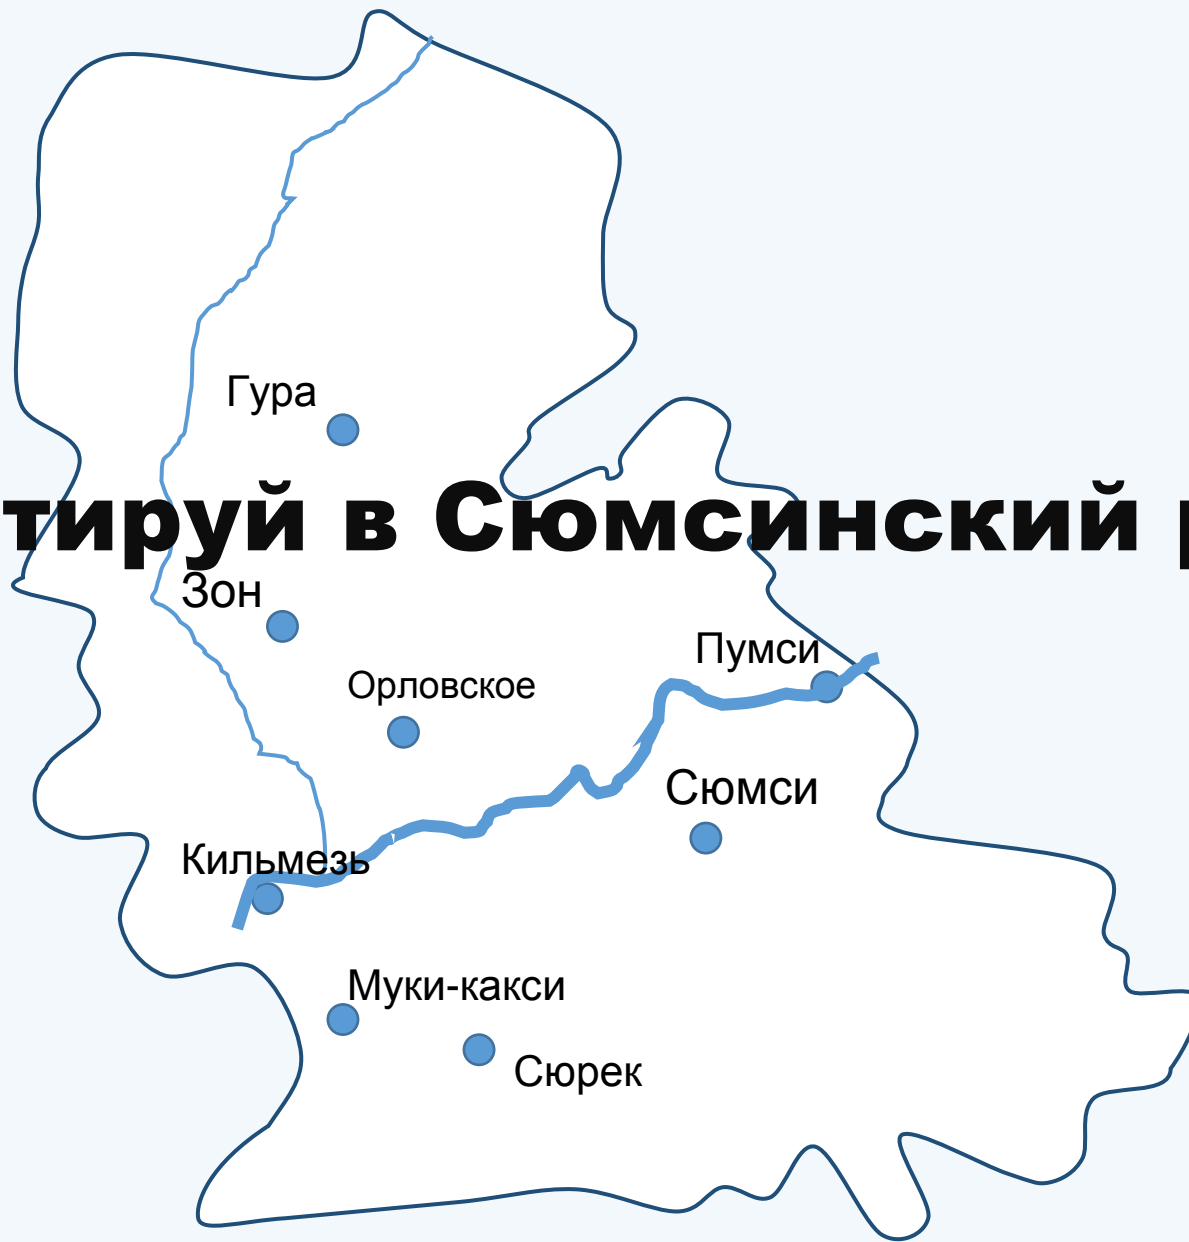 Гура
тируй в Сюмсинский
Зон
Пумси
Орловское
Сюмси
Кильмезь
Муки-какси
Сюрек